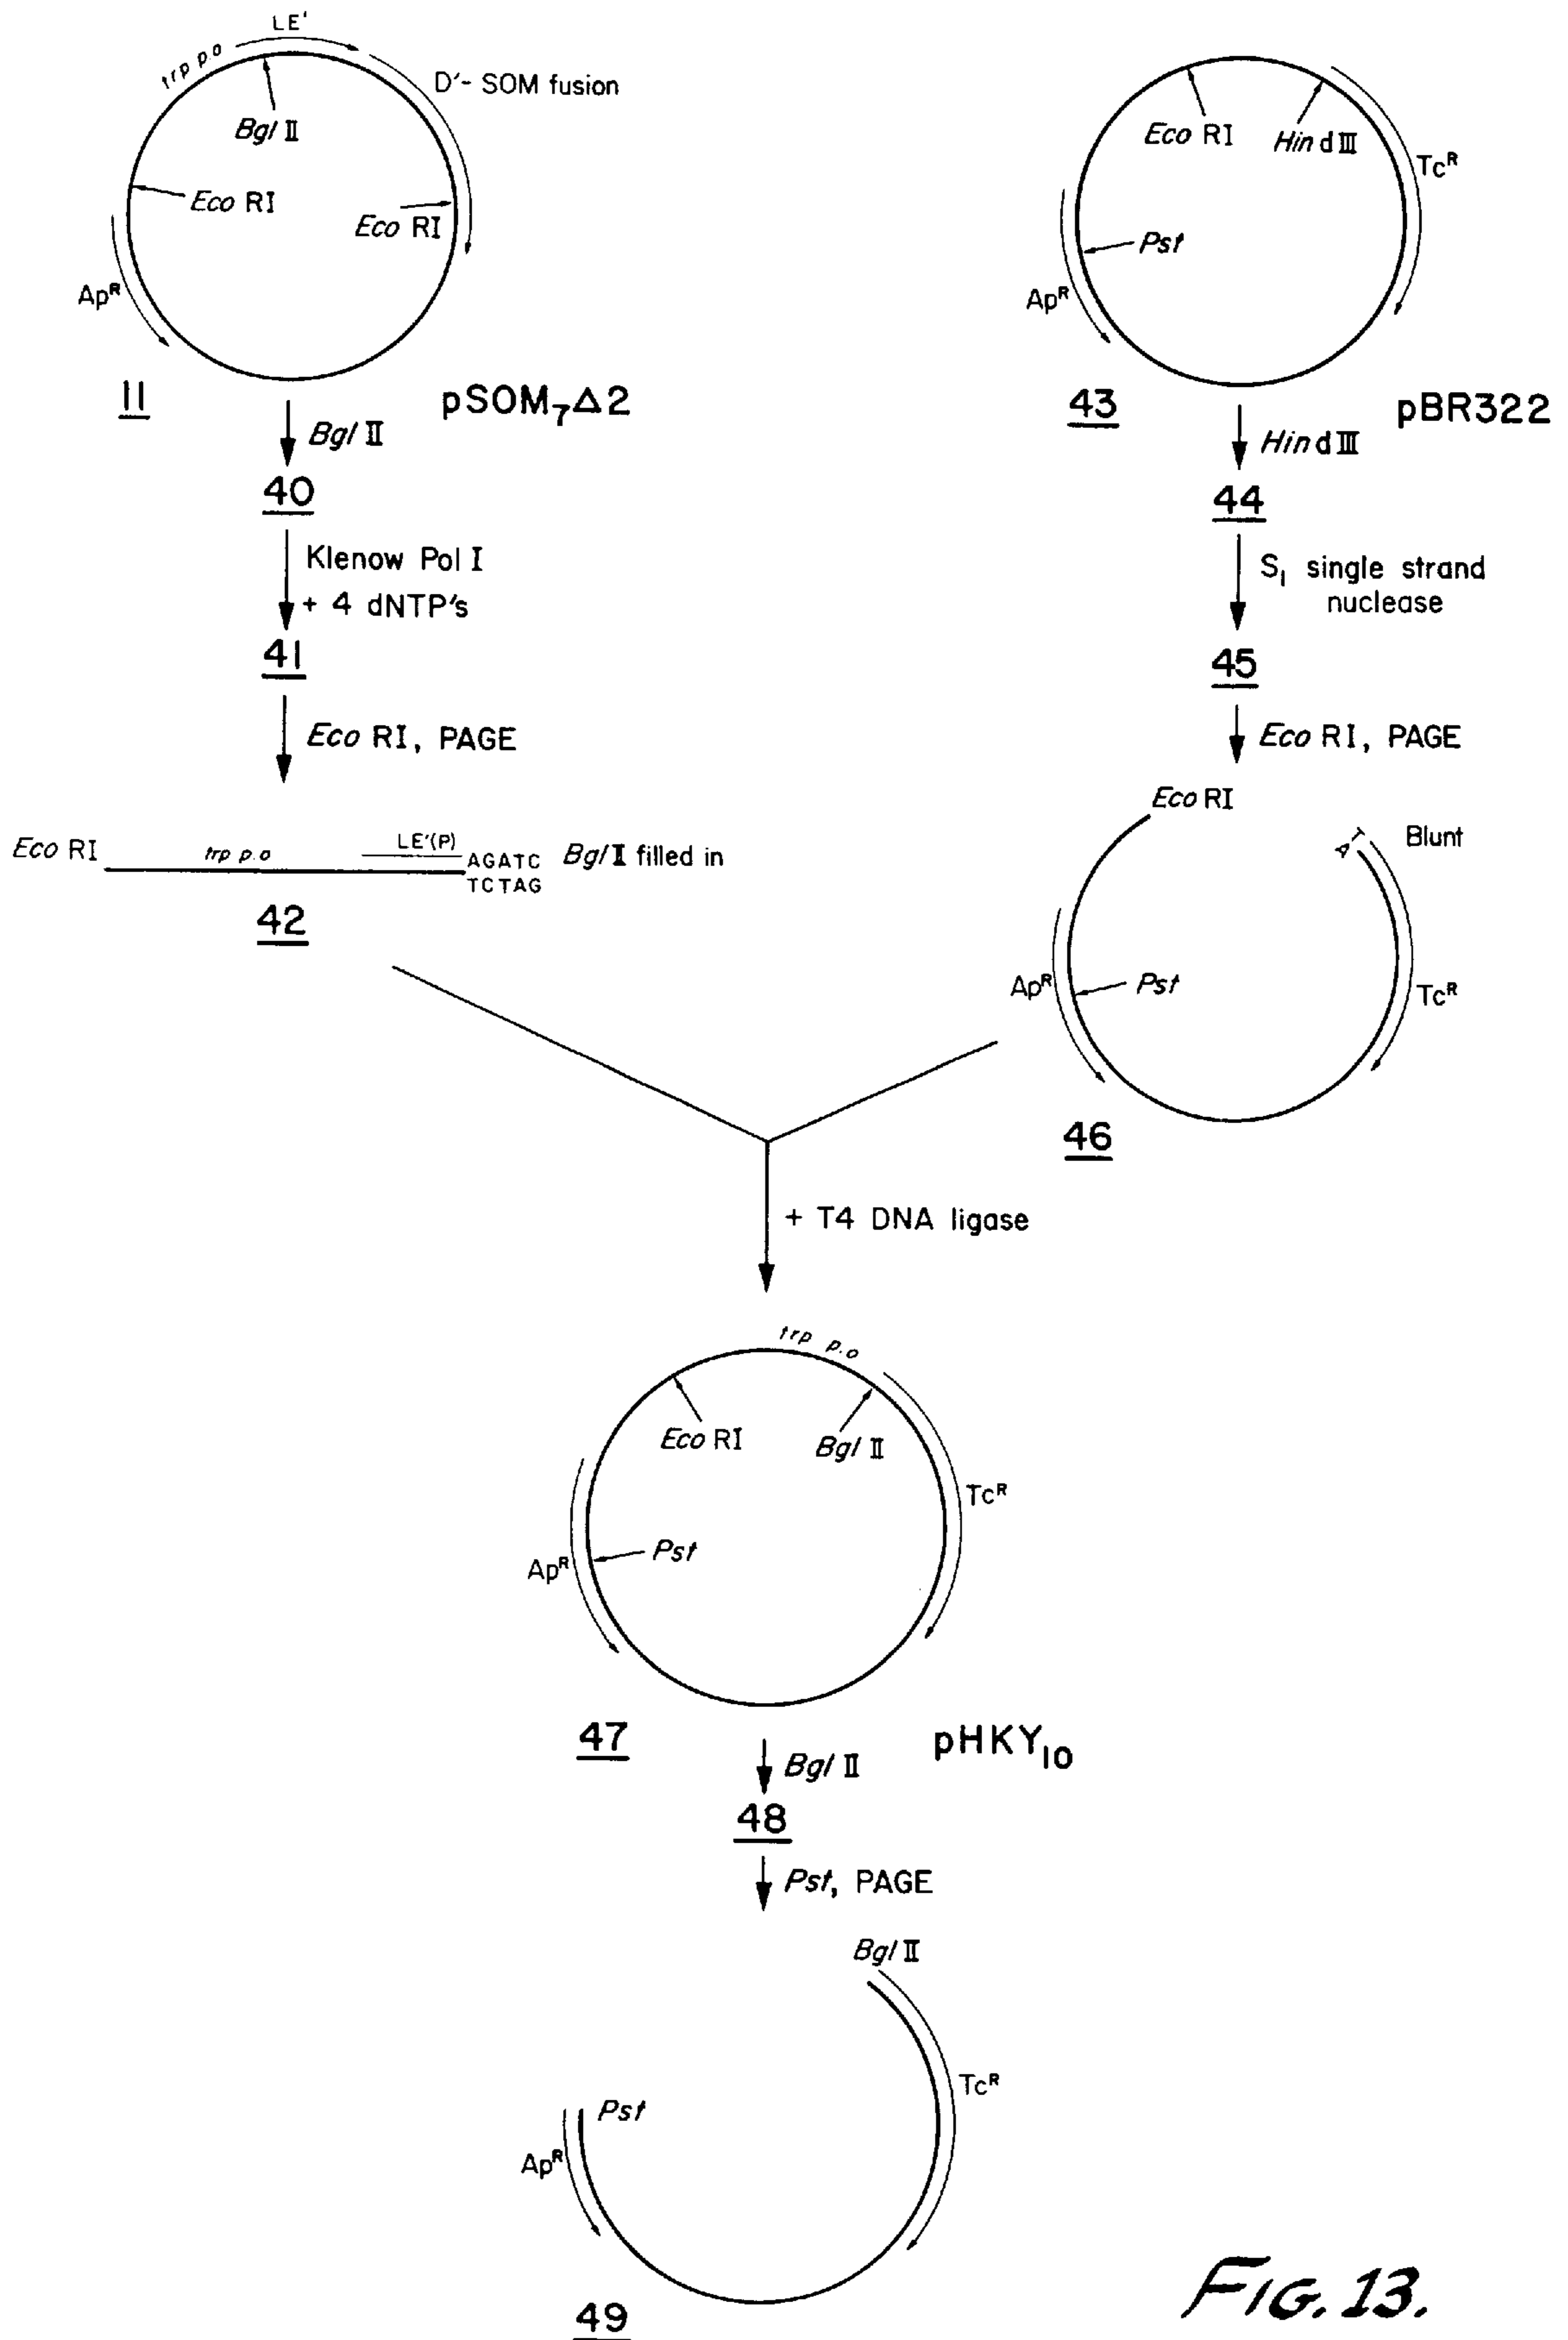 LE'
trp p.o
D'- SOM fusion
Bgl II
Eco RI
Eco RI
Ap^R
11
pSOM₇Δ2
Eco RI
Hind III
Tc^R
Pst
Ap^R
43
pBR322
Bgl II
40
Klenow Pol I
+ 4 dNTP's
41
Eco RI, PAGE
Hind III
44
S₁ single strand
nuclease
45
Eco RI, PAGE
Eco RI
trp p.o
LE'(P)
AGATC
TCTAG
Bgl II filled in
42
Eco RI
T
A
Blunt
Ap^R
Pst
Tc^R
46
+ T4 DNA ligase
trp p.o
Eco RI
Bgl II
Tc^R
Ap^R
Pst
47
pHKY₁₀
Bgl II
48
Pst, PAGE
Bgl II
Tc^R
Pst
Ap^R
49
FIG. 13.